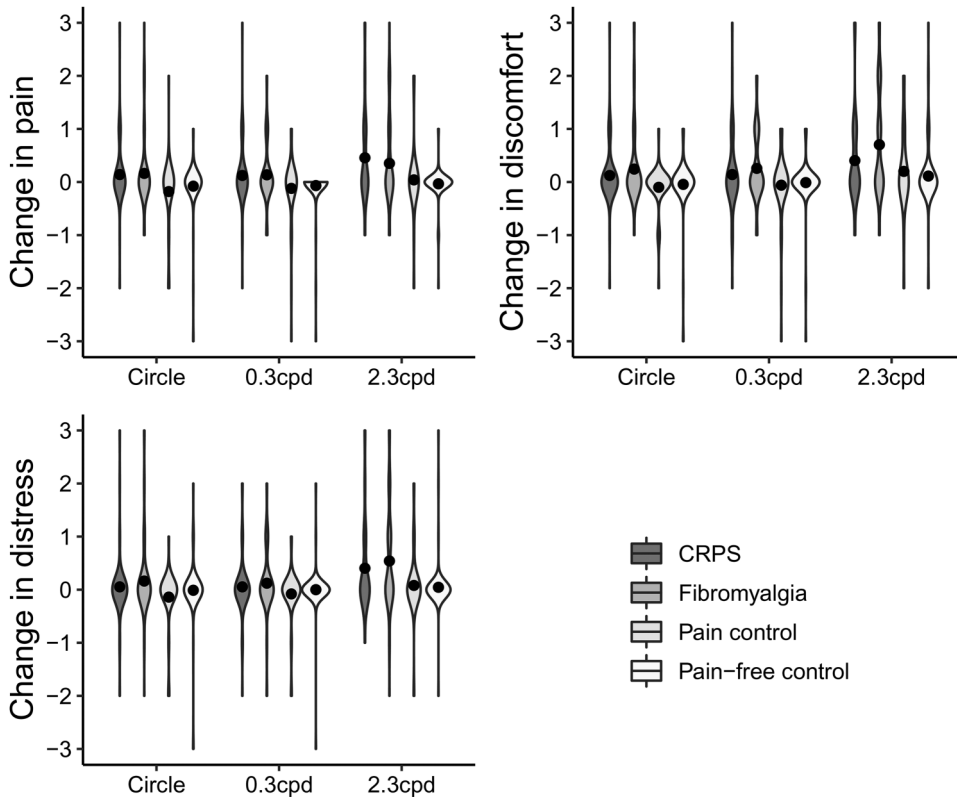 Change in pain
3
2
1
0
−1
−2
−3
Circle 0.3cpd 2.3cpd
Change in discomfort
3
2
1
0
−1
−2
−3
Circle 0.3cpd 2.3cpd
Change in distress
3
2
1
0
−1
−2
−3
Circle 0.3cpd 2.3cpd
CRPS
Fibromyalgia
Pain control
Pain−free control